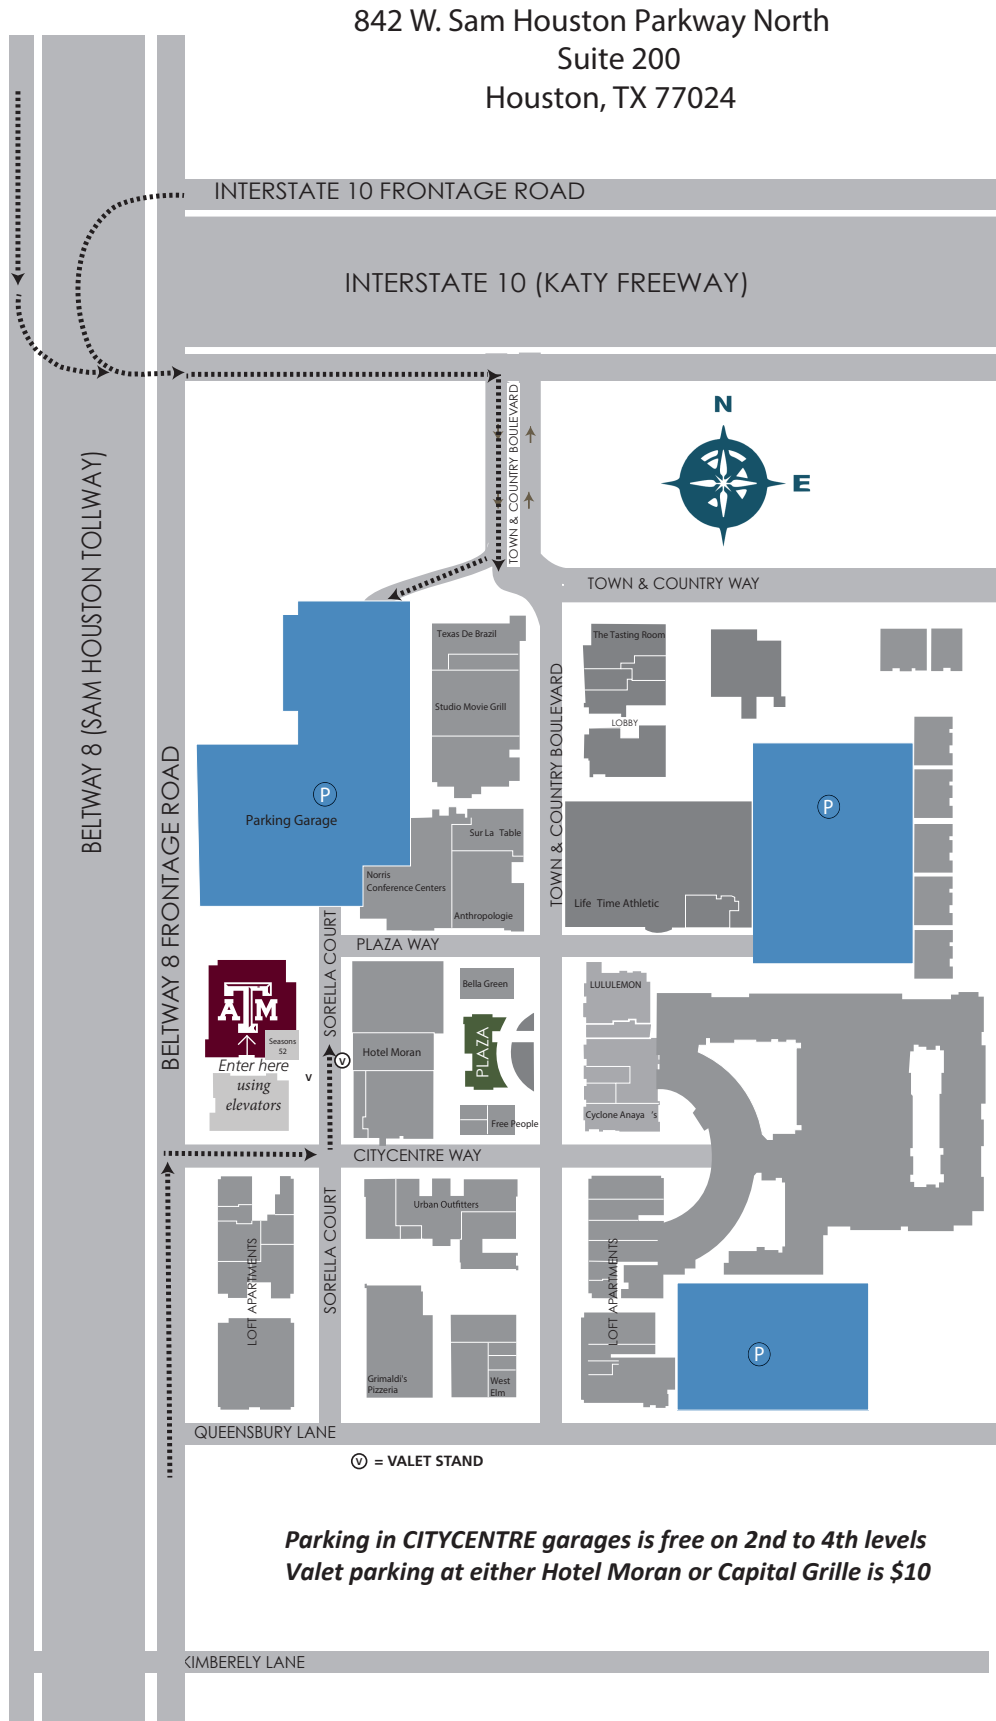 842 W. Sam Houston Parkway North
Suite 200
Houston, TX 77024
INTERSTATE 10 FRONTAGE ROAD
INTERSTATE 10 (KATY FREEWAY)
TOWN & COUNTRY BOULEVARD
N
E
BELTWAY 8 (SAM HOUSTON TOLLWAY)
TOWN & COUNTRY WAY
Texas De Brazil
The Tasting Room
Studio Movie Grill
LOBBY
TOWN & COUNTRY BOULEVARD
BELTWAY 8 FRONTAGE ROAD
P
Parking Garage
P
Sur La Table
Norris
Conference Centers
Anthropologie
Life Time Athletic
SORELLA COURT
PLAZA WAY
ATM
Seasons
52
Enter here
using
elevators
V
V
Hotel Moran
Bella Green
PLAZA
Free People
LULULEMON
Cyclone Anaya 's
CITYCENTRE WAY
SORELLA COURT
LOFT APARTMENTS
Urban Outfitters
LOFT APARTMENTS
Grimaldi's
Pizzeria
West
Elm
P
QUEENSBURY LANE
V = VALET STAND
Parking in CITYCENTRE garages is free on 2nd to 4th levels
Valet parking at either Hotel Moran or Capital Grille is $10
KIMBERELY LANE